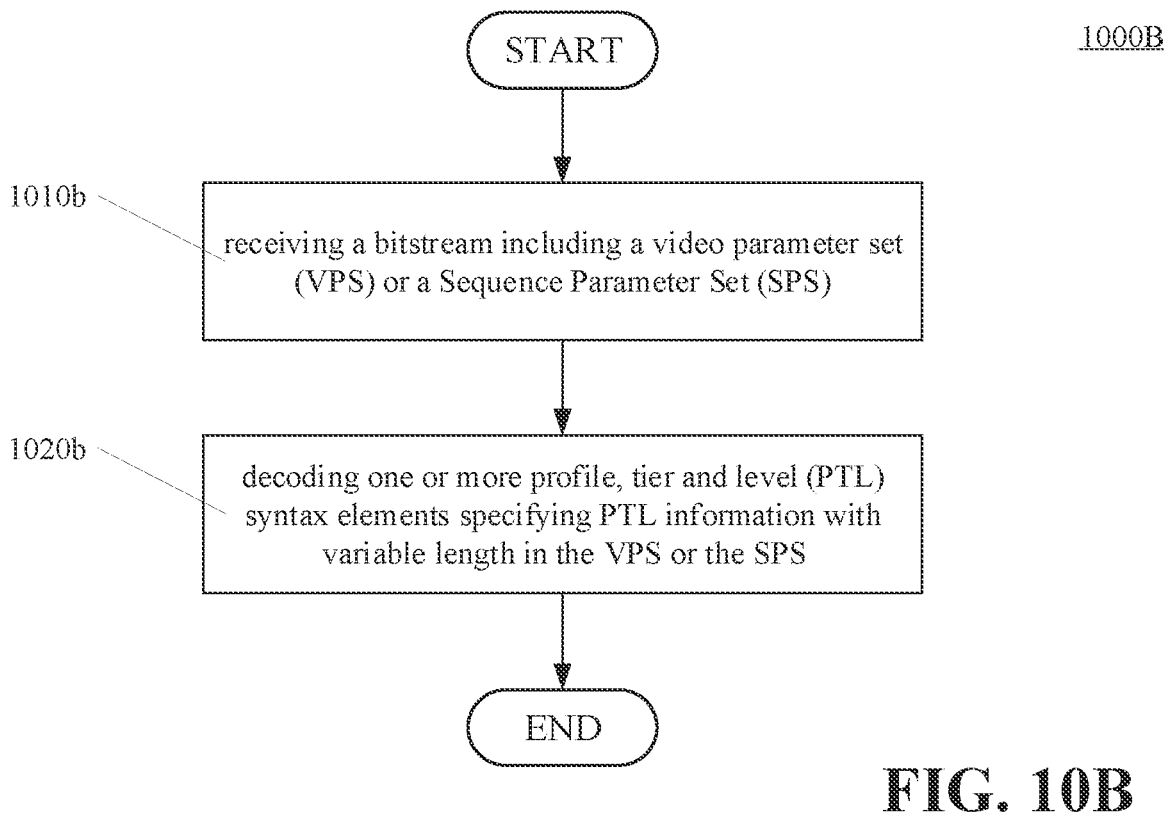 START
1000B
1010b
receiving a bitstream including a video parameter set
(VPS) or a Sequence Parameter Set (SPS)
1020b
decoding one or more profile, tier and level (PTL)
syntax elements specifying PTL information with
variable length in the VPS or the SPS
END
FIG. 10B